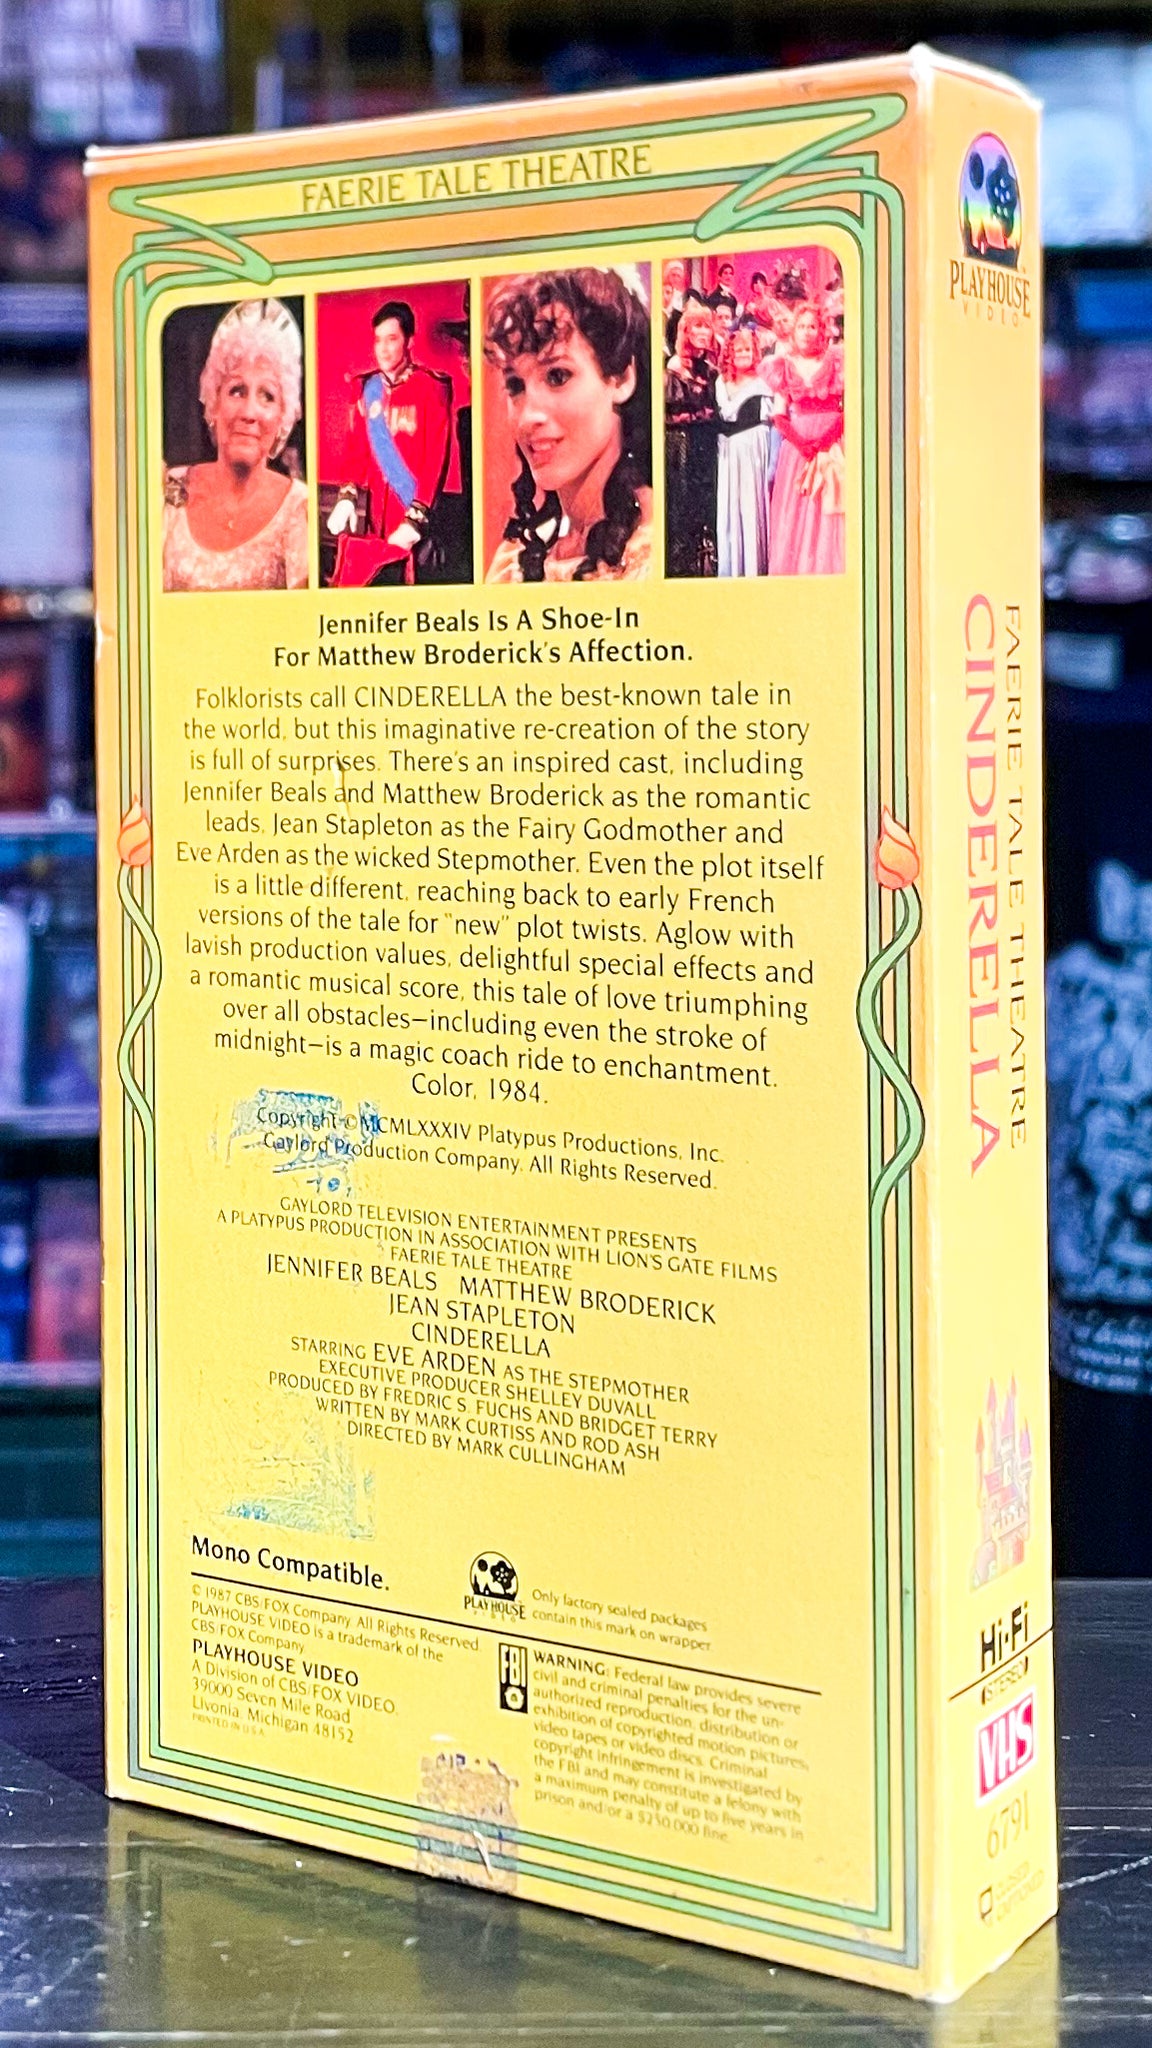 FAERIE TALE THEATRE
Jennifer Beals Is A Shoe-In
For Matthew Broderick's Affection.
Folklorists call CINDERELLA the best-known tale in
the world, but this imaginative re-creation of the story
is full of surprises. There's an inspired cast, including
Jennifer Beals and Matthew Broderick as the romantic
leads, Jean Stapleton as the Fairy Godmother and
Eve Arden as the wicked Stepmother. Even the plot itself
is a little different, reaching back to early French
versions of the tale for "new" plot twists. Aglow with
lavish production values, delightful special effects and
a romantic musical score, this tale of love triumphing
over all obstacles—including even the stroke of
midnight—is a magic coach ride to enchantment.
Color, 1984.
Copyright © MCMLXXXIV Platypus Productions, Inc.
Gaylord Production Company, All Rights Reserved.
GAYLORD TELEVISION ENTERTAINMENT PRESENTS
A PLATYPUS PRODUCTION IN ASSOCIATION WITH LION'S GATE FILMS
FAERIE TALE THEATRE
JENNIFER BEALS MATTHEW BRODERICK
JEAN STAPLETON
CINDERELLA
STARRING EVE ARDEN AS THE STEPMOTHER
EXECUTIVE PRODUCER SHELLEY DUVALL
PRODUCED BY FREDRIC S. FUCHS AND BRIDGET TERRY
WRITTEN BY MARK CURTISS AND ROD ASH
DIRECTED BY MARK CULLINGHAM
Mono Compatible.
PLAYHOUSE
VIDEO
Only factory sealed packages
contain this mark on wrapper
© 1987 CBS/FOX Company. All Rights Reserved
PLAYHOUSE VIDEO is a trademark of the
CBS/FOX Company
PLAYHOUSE VIDEO
A Division of CBS/FOX VIDEO
39000 Seven Mile Road
Livonia, Michigan 48152
PRINTED IN U.S.A.
FBI
WARNING: Federal law provides severe
civil and criminal penalties for the un-
authorized reproduction, distribution or
exhibition of copyrighted motion pictures,
video tapes or video discs. Criminal
copyright infringement is investigated by
the FBI and may constitute a felony with
a maximum penalty of up to five years in
prison and/or a $250,000 fine.
PLAYHOUSE
VIDEO
FAERIE TALE THEATRE
CINDERELLA
Hi-Fi
STEREO
VHS
6791
CLOSED
CAPTIONED